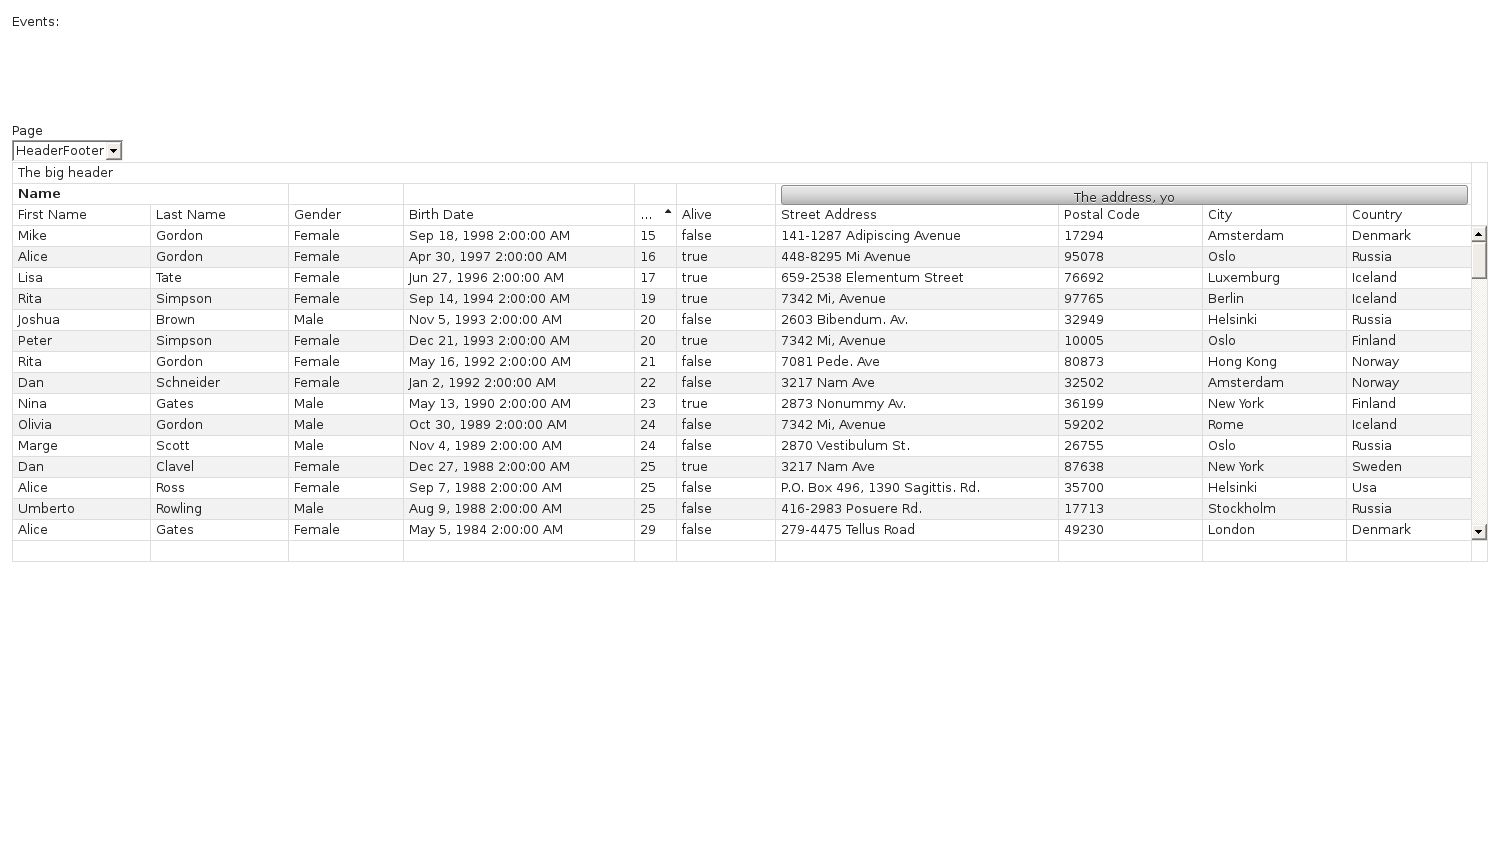 Events:
Page
HeaderFooter
The big header
Name The address, yo
First Name Last Name Gender Birth Date ... Alive Street Address Postal Code City Country
Mike Gordon Female Sep 18, 1998 2:00:00 AM 15 false 141-1287 Adipiscing Avenue 17294 Amsterdam Denmark
Alice Gordon Female Apr 30, 1997 2:00:00 AM 16 true 448-8295 Mi Avenue 95078 Oslo Russia
Lisa Tate Female Jun 27, 1996 2:00:00 AM 17 true 659-2538 Elementum Street 76692 Luxemburg Iceland
Rita Simpson Female Sep 14, 1994 2:00:00 AM 19 true 7342 Mi, Avenue 97765 Berlin Iceland
Joshua Brown Male Nov 5, 1993 2:00:00 AM 20 false 2603 Bibendum. Av. 32949 Helsinki Russia
Peter Simpson Female Dec 21, 1993 2:00:00 AM 20 true 7342 Mi, Avenue 10005 Oslo Finland
Rita Gordon Female May 16, 1992 2:00:00 AM 21 false 7081 Pede. Ave 80873 Hong Kong Norway
Dan Schneider Female Jan 2, 1992 2:00:00 AM 22 false 3217 Nam Ave 32502 Amsterdam Norway
Nina Gates Male May 13, 1990 2:00:00 AM 23 true 2873 Nonummy Av. 36199 New York Finland
Olivia Gordon Male Oct 30, 1989 2:00:00 AM 24 false 7342 Mi, Avenue 59202 Rome Iceland
Marge Scott Male Nov 4, 1989 2:00:00 AM 24 false 2870 Vestibulum St. 26755 Oslo Russia
Dan Clavel Female Dec 27, 1988 2:00:00 AM 25 true 3217 Nam Ave 87638 New York Sweden
Alice Ross Female Sep 7, 1988 2:00:00 AM 25 false P.O. Box 496, 1390 Sagittis. Rd. 35700 Helsinki Usa
Umberto Rowling Male Aug 9, 1988 2:00:00 AM 25 false 416-2983 Posuere Rd. 17713 Stockholm Russia
Alice Gates Female May 5, 1984 2:00:00 AM 29 false 279-4475 Tellus Road 49230 London Denmark